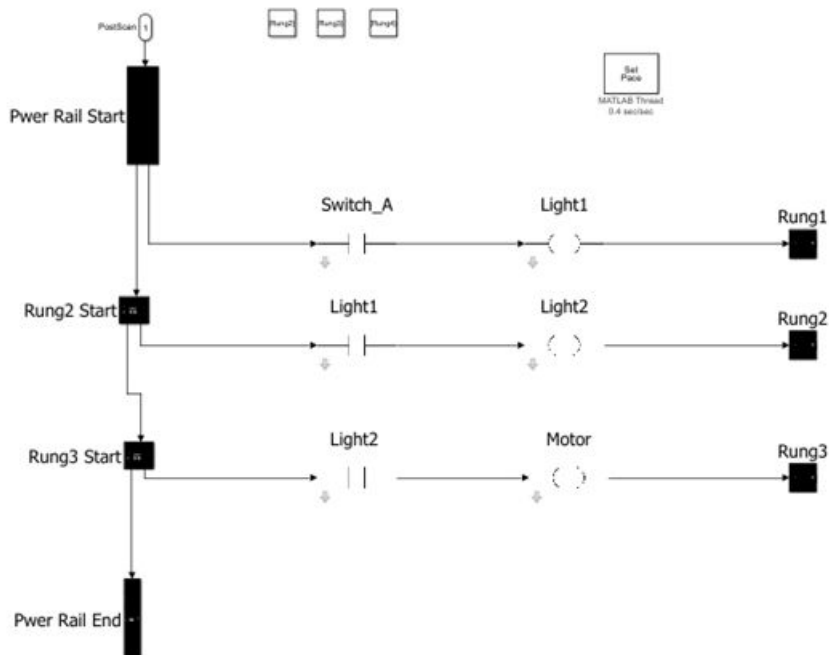 PostScan
1
Rung2
Rung3
Rung4
Set
Pace
MATLAB Thread
0.4 sec/sec
Pwer Rail Start
Switch_A
Light1
Rung1
Rung2 Start
Light1
Light2
Rung2
Rung3 Start
Light2
Motor
Rung3
Pwer Rail End